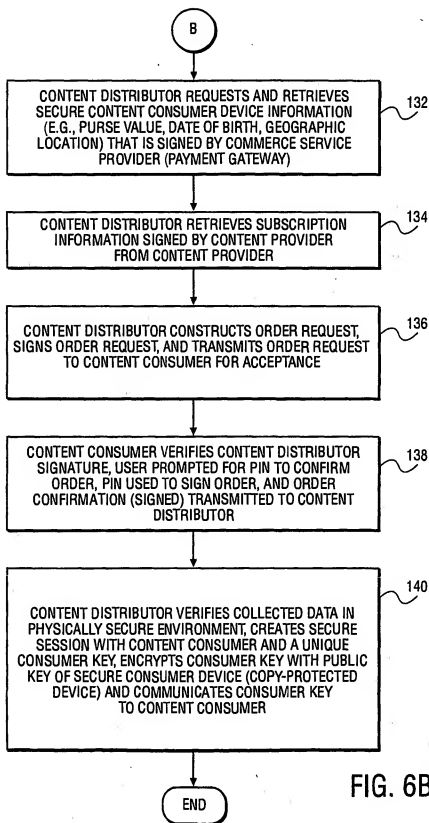 B
CONTENT DISTRIBUTOR REQUESTS AND RETRIEVES
SECURE CONTENT CONSUMER DEVICE INFORMATION
(E.G., PURSE VALUE, DATE OF BIRTH, GEOGRAPHIC
LOCATION) THAT IS SIGNED BY COMMERCE SERVICE
PROVIDER (PAYMENT GATEWAY)
132
CONTENT DISTRIBUTOR RETRIEVES SUBSCRIPTION
INFORMATION SIGNED BY CONTENT PROVIDER
FROM CONTENT PROVIDER
134
CONTENT DISTRIBUTOR CONSTRUCTS ORDER REQUEST,
SIGNS ORDER REQUEST, AND TRANSMITS ORDER REQUEST
TO CONTENT CONSUMER FOR ACCEPTANCE
136
CONTENT CONSUMER VERIFIES CONTENT DISTRIBUTOR
SIGNATURE, USER PROMPTED FOR PIN TO CONFIRM
ORDER, PIN USED TO SIGN ORDER, AND ORDER
CONFIRMATION (SIGNED) TRANSMITTED TO CONTENT
DISTRIBUTOR
138
CONTENT DISTRIBUTOR VERIFIES COLLECTED DATA IN
PHYSICALLY SECURE ENVIRONMENT, CREATES SECURE
SESSION WITH CONTENT CONSUMER AND A UNIQUE
CONSUMER KEY, ENCRYPTS CONSUMER KEY WITH PUBLIC
KEY OF SECURE CONSUMER DEVICE (COPY-PROTECTED
DEVICE) AND COMMUNICATES CONSUMER KEY
TO CONTENT CONSUMER
140
END
FIG. 6B